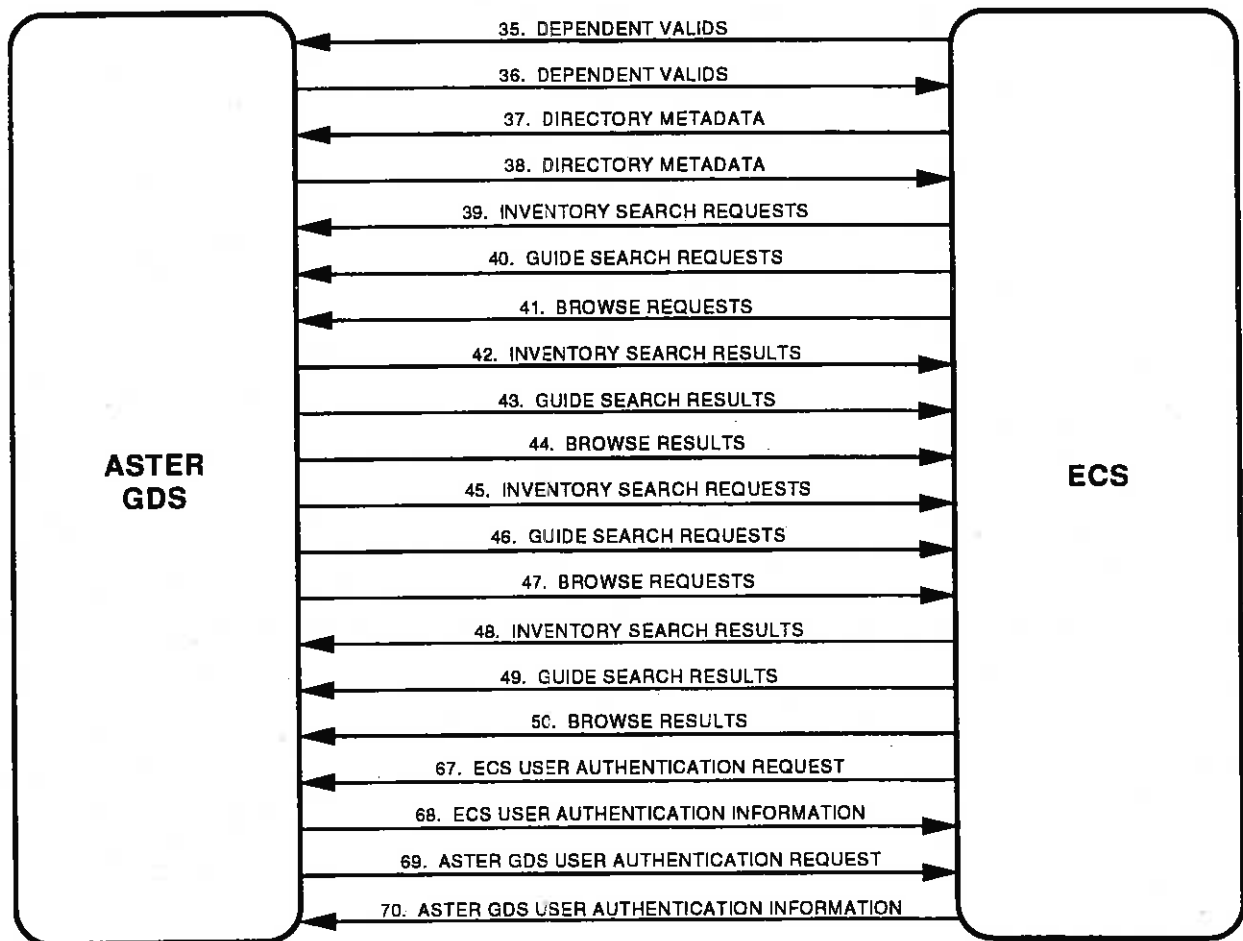 35. DEPENDENT VALIDS
36. DEPENDENT VALIDS
37. DIRECTORY METADATA
38. DIRECTORY METADATA
39. INVENTORY SEARCH REQUESTS
40. GUIDE SEARCH REQUESTS
41. BROWSE REQUESTS
42. INVENTORY SEARCH RESULTS
43. GUIDE SEARCH RESULTS
44. BROWSE RESULTS
45. INVENTORY SEARCH REQUESTS
46. GUIDE SEARCH REQUESTS
47. BROWSE REQUESTS
48. INVENTORY SEARCH RESULTS
49. GUIDE SEARCH RESULTS
50. BROWSE RESULTS
67. ECS USER AUTHENTICATION REQUEST
68. ECS USER AUTHENTICATION INFORMATION
69. ASTER GDS USER AUTHENTICATION REQUEST
70. ASTER GDS USER AUTHENTICATION INFORMATION
ASTER
GDS
ECS